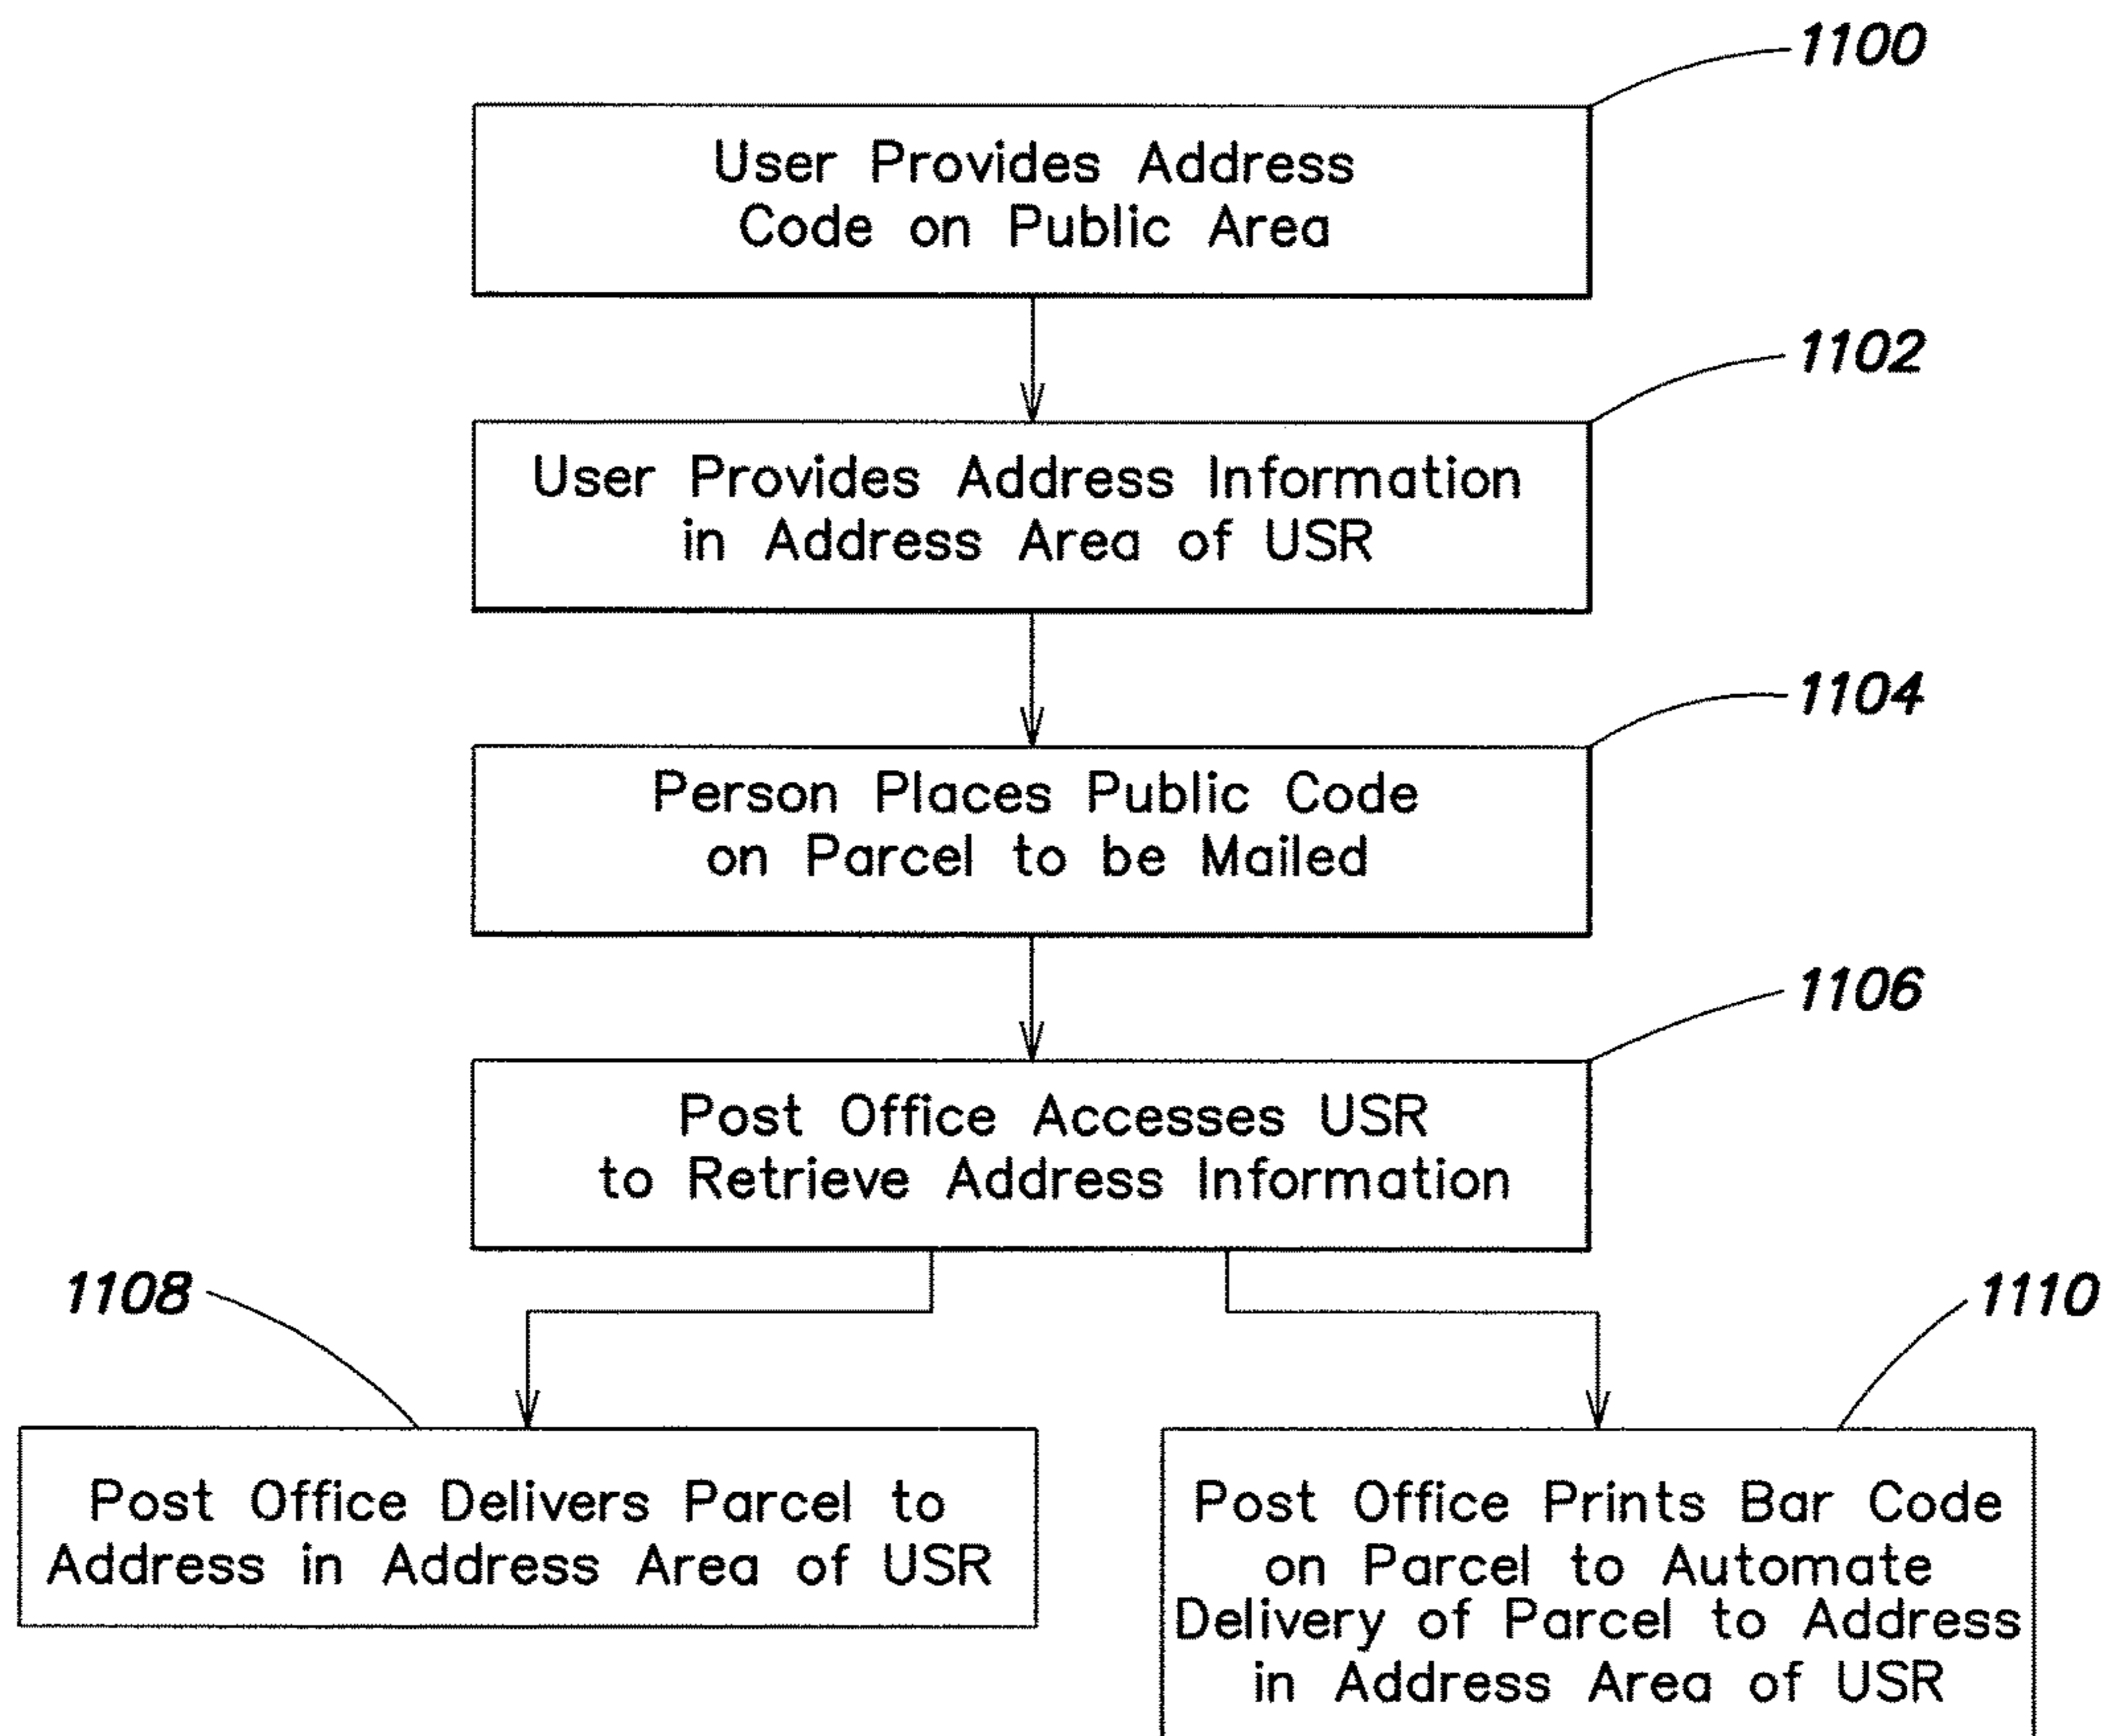 1100
User Provides Address
Code on Public Area
1102
User Provides Address Information
in Address Area of USR
1104
Person Places Public Code
on Parcel to be Mailed
1106
Post Office Accesses USR
to Retrieve Address Information
1108
Post Office Delivers Parcel to
Address in Address Area of USR
1110
Post Office Prints Bar Code
on Parcel to Automate
Delivery of Parcel to Address
in Address Area of USR